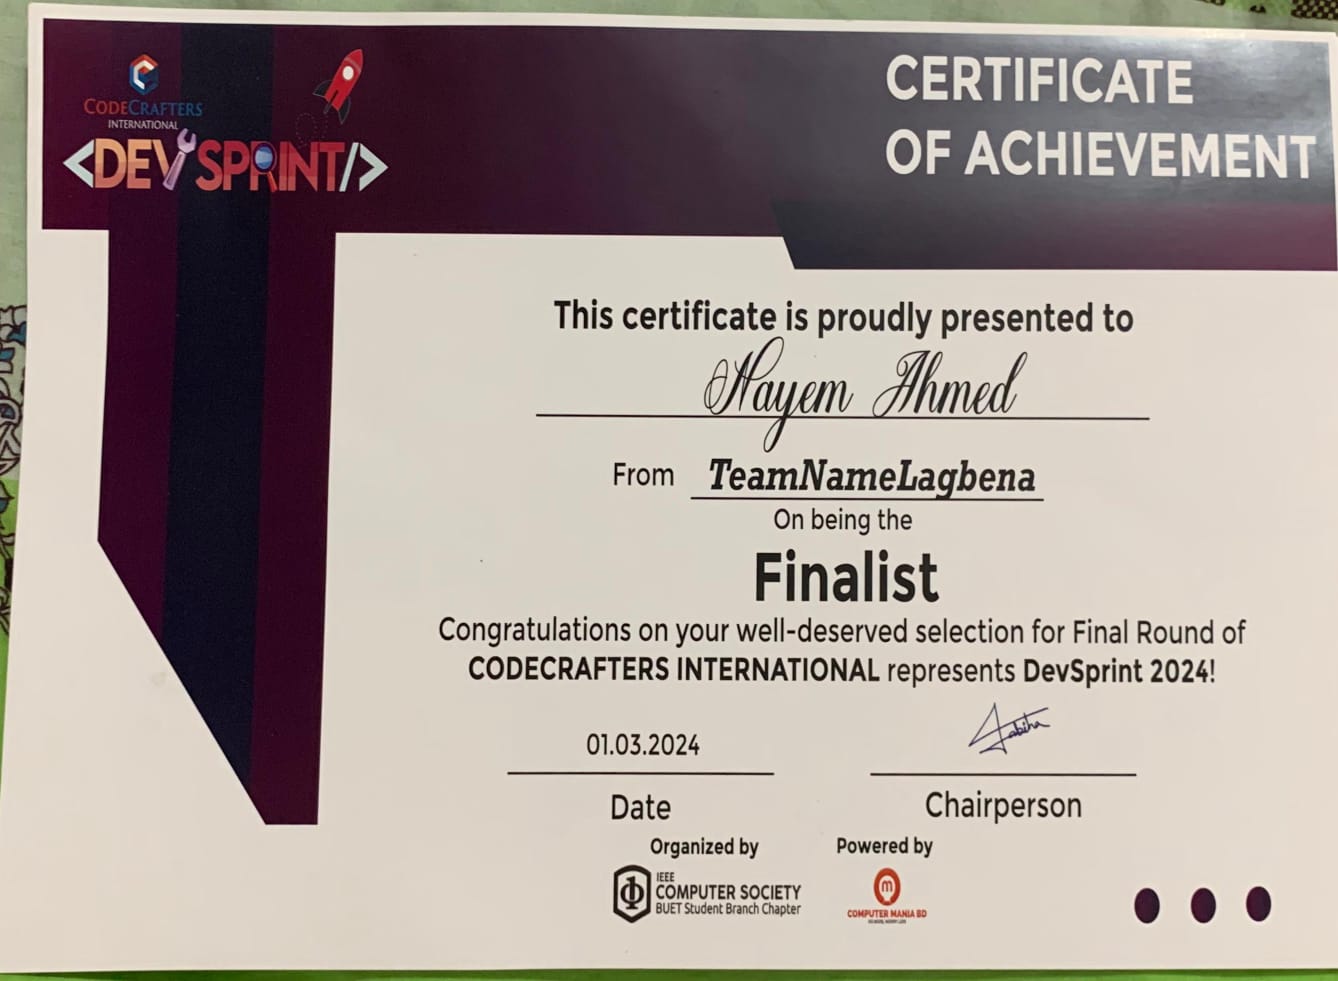 CODECRAFTERS
INTERNATIONAL
<DEVSPRINT/>
CERTIFICATE
OF ACHIEVEMENT
This certificate is proudly presented to
Nayem Ahmed
From TeamNameLagbena
On being the
Finalist
Congratulations on your well-deserved selection for Final Round of
CODECRAFTERS INTERNATIONAL represents DevSprint 2024!
01.03.2024
Tabiha
Date
Chairperson
Organized by
Powered by
IEEE
COMPUTER SOCIETY
BUET Student Branch Chapter
m
COMPUTER MANIA BD